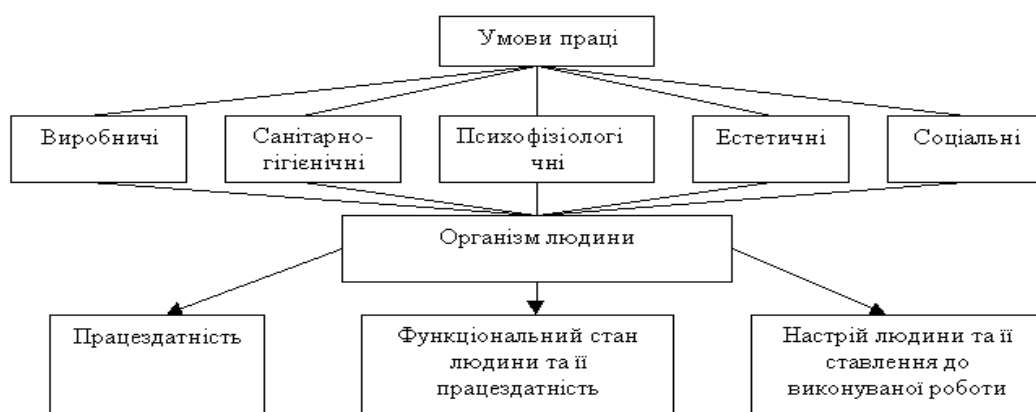 Умови праці
Виробничі
Санітарно-
гігієнічні
Психофізіологі
чні
Естетичні
Соціальні
Організм людини
Працездатність
Функціональний стан
людини та її
працездатність
Настрій людини та її
ставлення до
виконуваної роботи